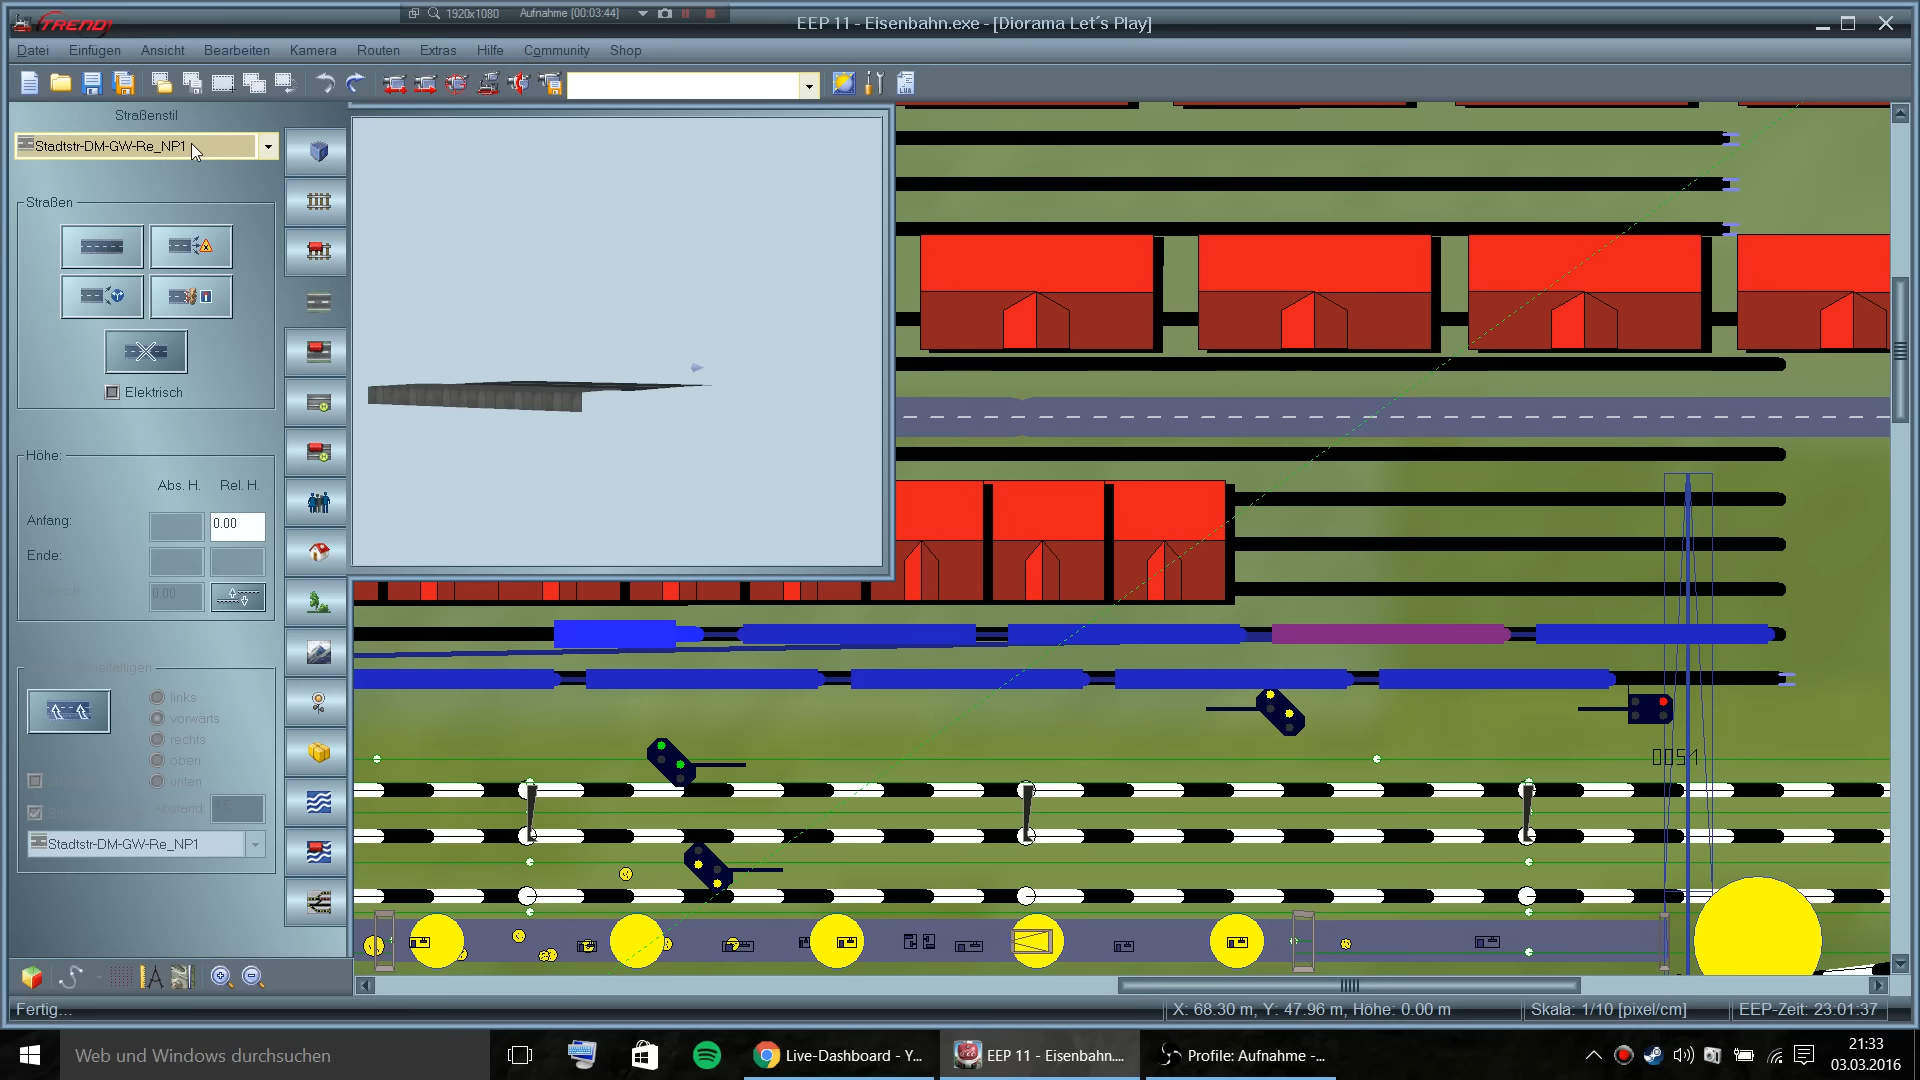 1920x1080 Aufnahme [00:03:44]
TREND
EEP 11 - Eisenbahn.exe - [Diorama Let´s Play]
Datei Einfügen Ansicht Bearbeiten Kamera Routen Extras Hilfe Community Shop
LUA
Straßenstil
Stadtstr-DM-GW-Re_NP1
Straßen
Elektrisch
Höhe:
Abs. H. Rel. H.
Anfang: 0.00
Ende:
0.00
links
vorwärts
rechts
oben
unten
Abstand
Stadtstr-DM-GW-Re_NP1
0054
Fertig...
X: 68.30 m, Y: 47.96 m, Höhe: 0.00 m
Skala: 1/10 [pixel/cm]
EEP-Zeit: 23:01:37
Web und Windows durchsuchen
Live-Dashboard - Y...
EEP 11 - Eisenbahn....
Profile: Aufnahme -...
21:33
03.03.2016